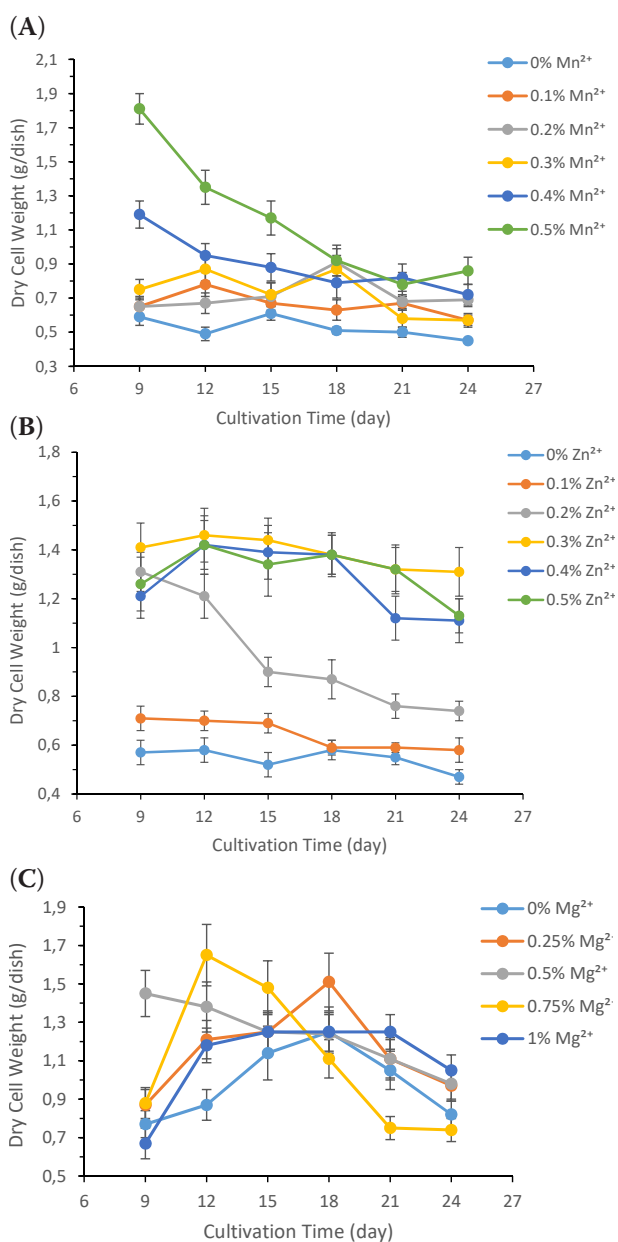 (A)
2,1
1,9
1,7
1,5
1,3
1,1
0,9
0,7
0,5
0,3
6 9 12 15 18 21 24 27
Dry Cell Weight (g/dish)
Cultivation Time (day)
0% Mn²⁺
0.1% Mn²⁺
0.2% Mn²⁺
0.3% Mn²⁺
0.4% Mn²⁺
0.5% Mn²⁺
(B)
1,8
1,6
1,4
1,2
1
0,8
0,6
0,4
6 9 12 15 18 21 24 27
Dry Cell Weight (g/dish)
Cultivation Time (day)
0% Zn²⁺
0.1% Zn²⁺
0.2% Zn²⁺
0.3% Zn²⁺
0.4% Zn²⁺
0.5% Zn²⁺
(C)
1,9
1,7
1,5
1,3
1,1
0,9
0,7
0,5
6 9 12 15 18 21 24 27
Dry Cell Weight (g/dish)
Cultivation Time (day)
0% Mg²⁺
0.25% Mg²⁺
0.5% Mg²⁺
0.75% Mg²⁺
1% Mg²⁺